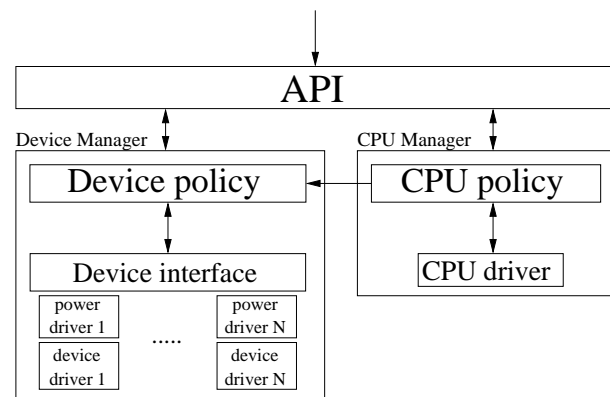 API
Device Manager
CPU Manager
Device policy
CPU policy
Device interface
CPU driver
power
driver 1
.....
power
driver N
device
driver 1
device
driver N